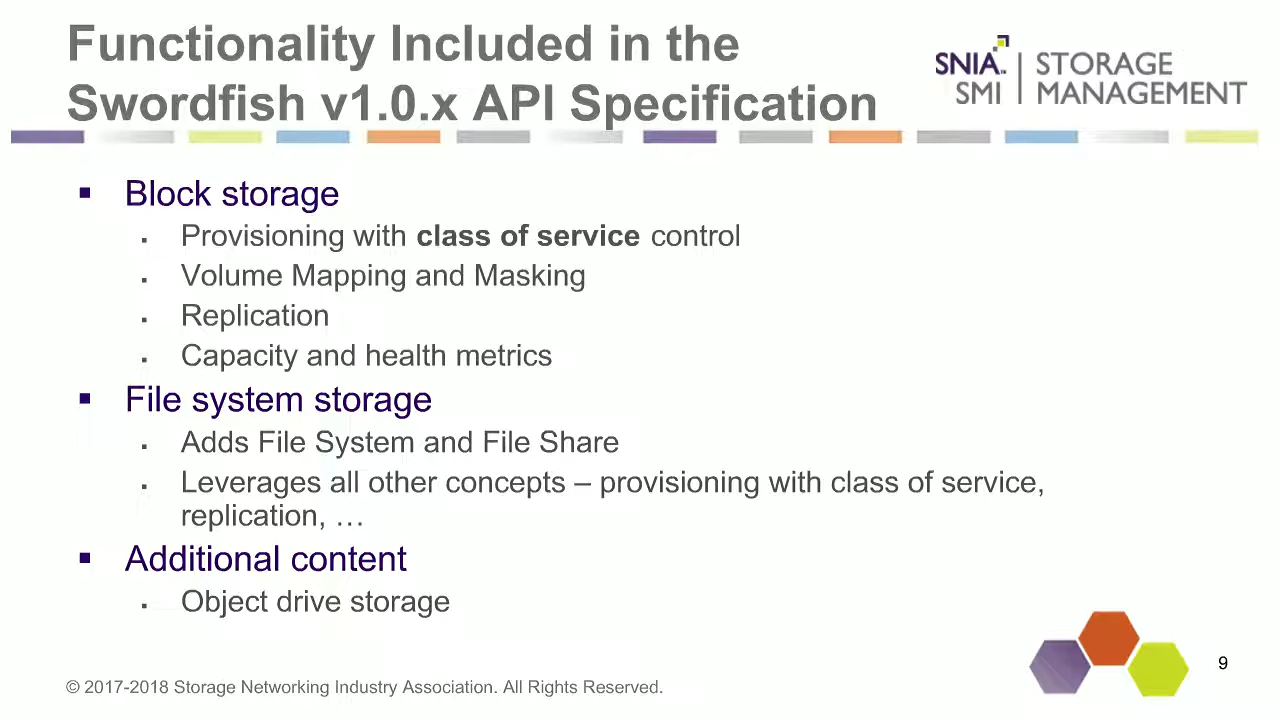 Functionality Included in the
Swordfish v1.0.x API Specification
SNIA™ | STORAGE
SMI | MANAGEMENT
▪ Block storage
▪ Provisioning with class of service control
▪ Volume Mapping and Masking
▪ Replication
▪ Capacity and health metrics
▪ File system storage
▪ Adds File System and File Share
▪ Leverages all other concepts – provisioning with class of service,
replication, …
▪ Additional content
▪ Object drive storage
9
© 2017-2018 Storage Networking Industry Association. All Rights Reserved.